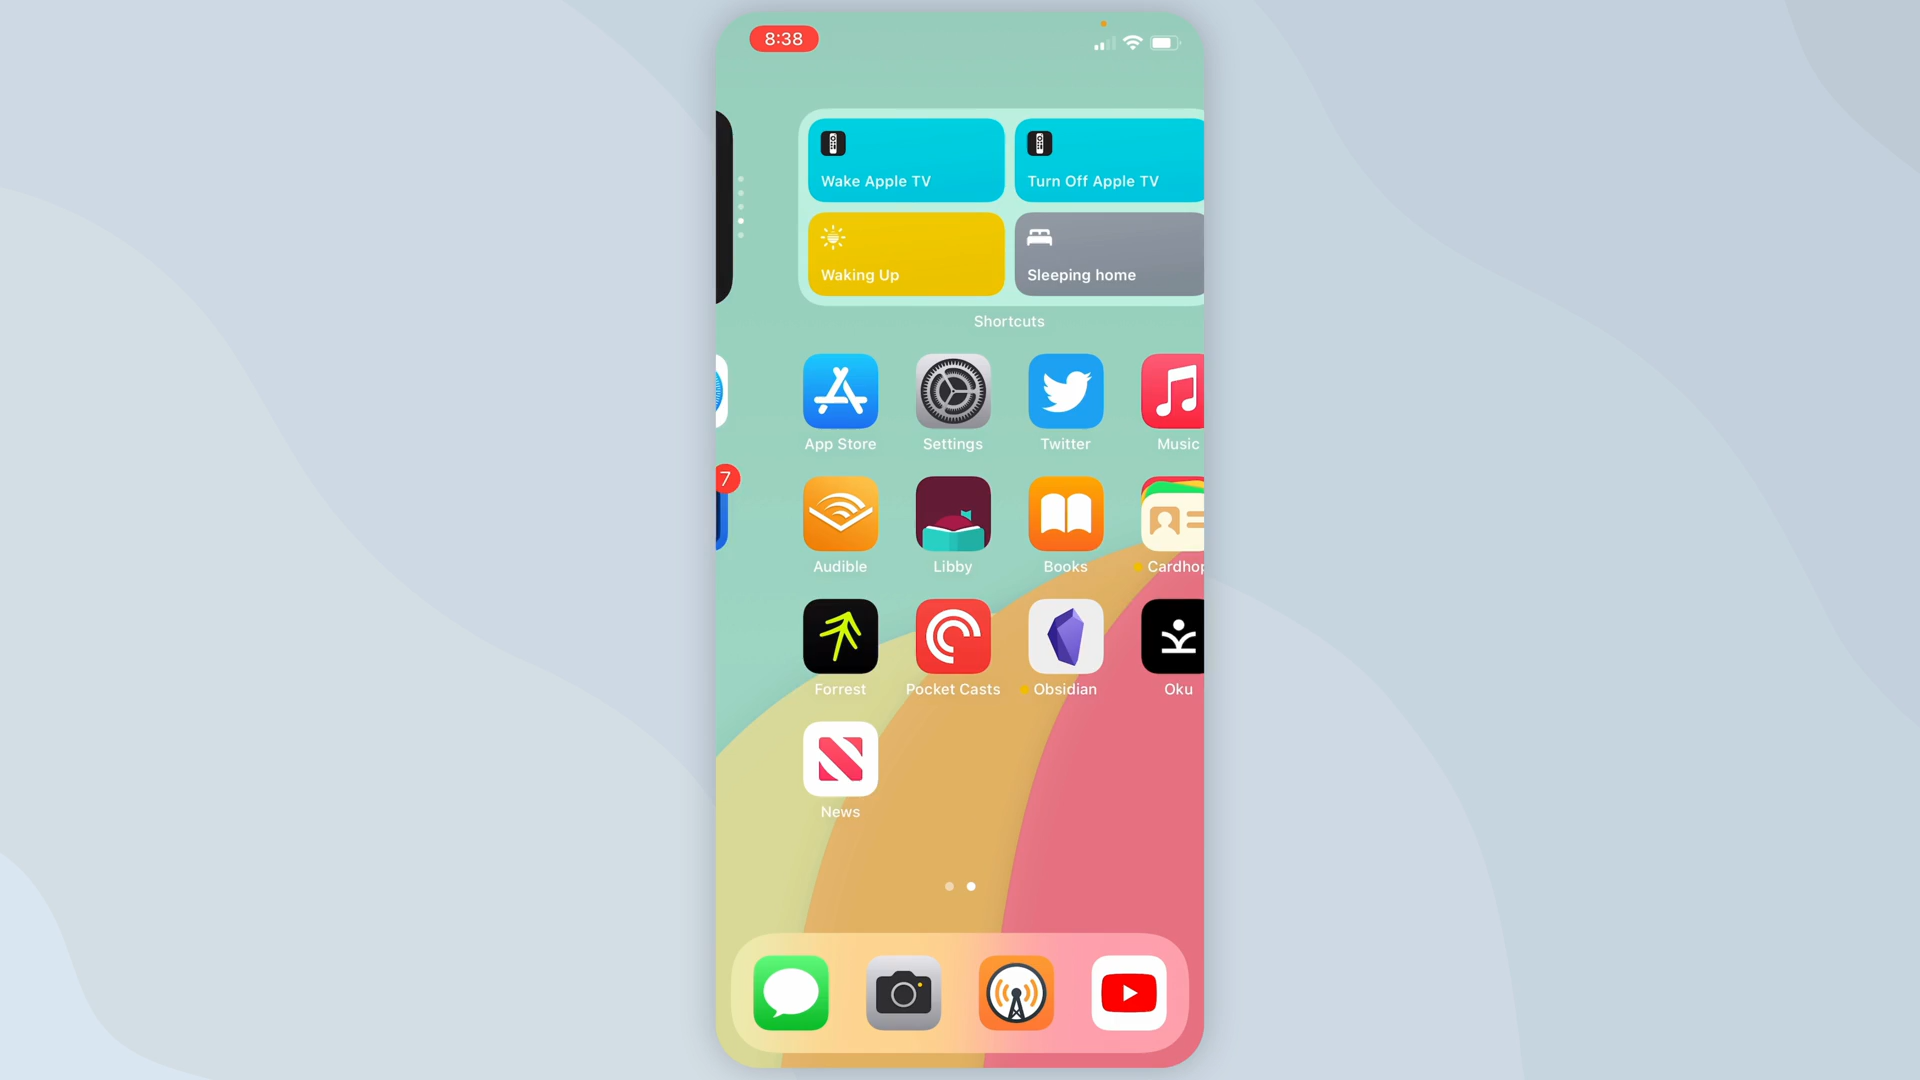 8:38
Wake Apple TV
Turn Off Apple TV
Waking Up
Sleeping home
Shortcuts
App Store
Settings
Twitter
Music
7
Audible
Libby
Books
Cardhop
Forrest
Pocket Casts
Obsidian
Oku
News